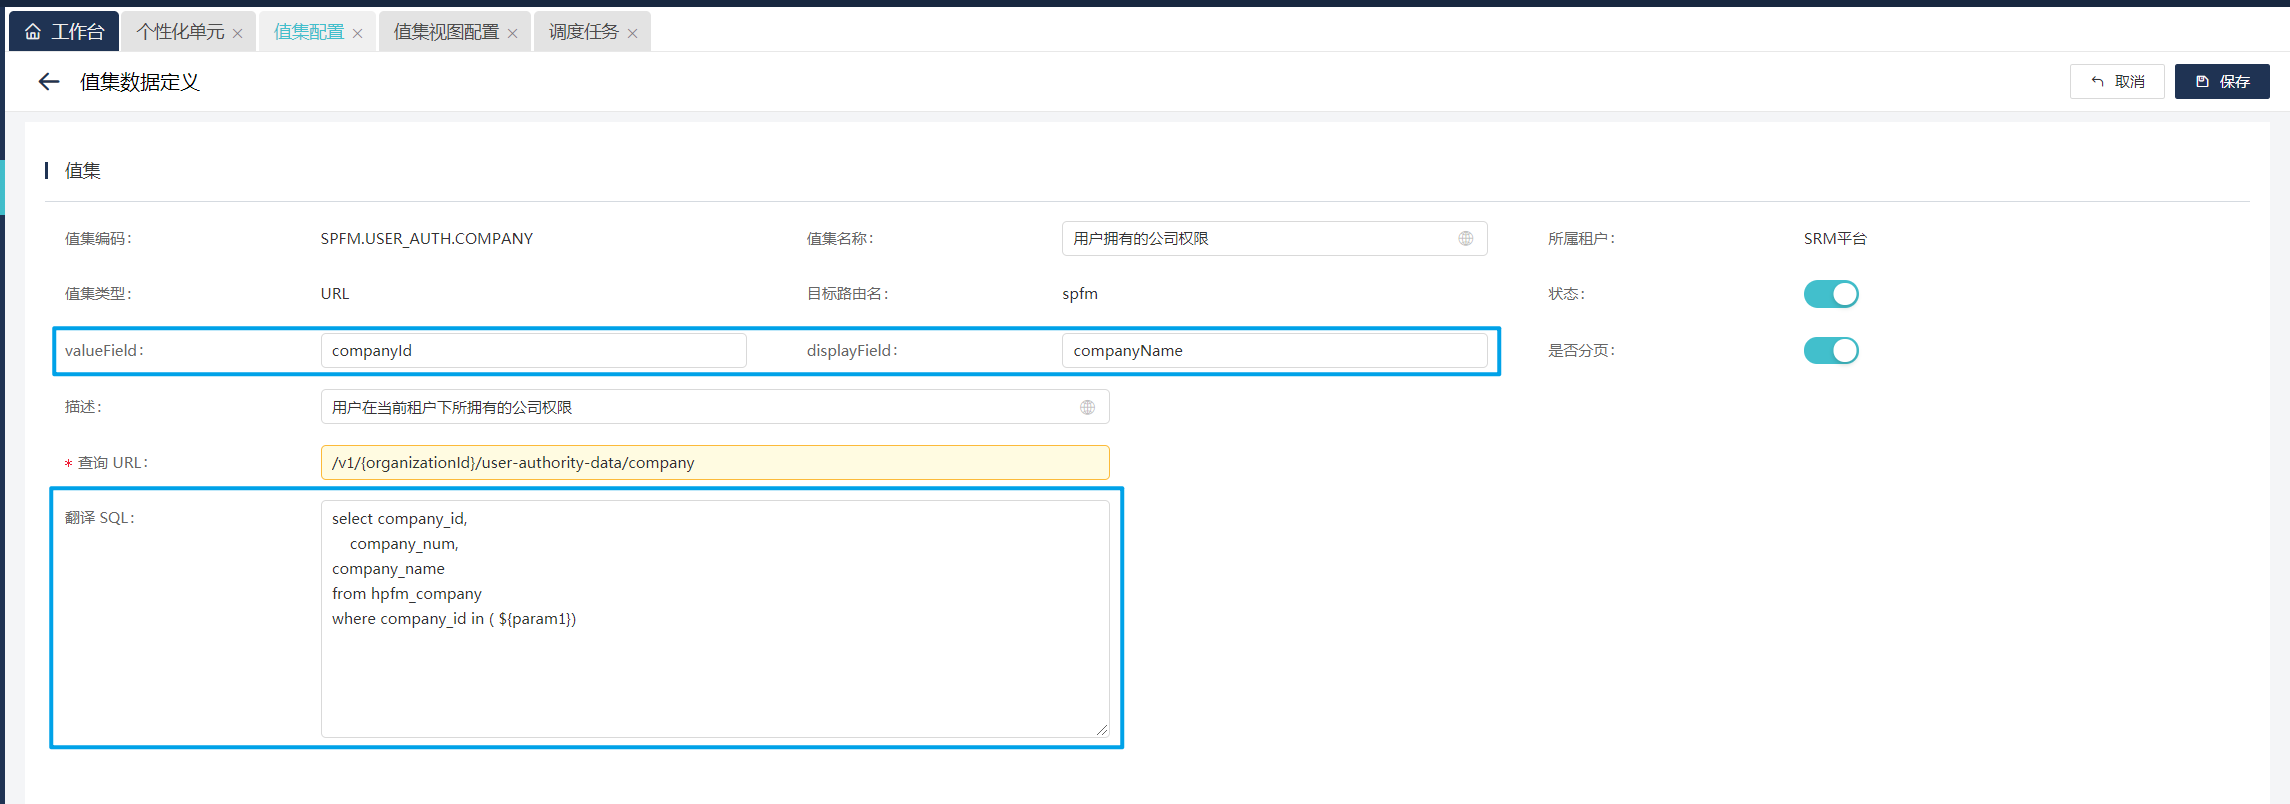 工作台 个性化单元 值集配置 值集视图配置 调度任务
值集数据定义 取消 保存
值集
值集编码: SPFM.USER_AUTH.COMPANY 值集名称: 用户拥有的公司权限 所属租户: SRM平台
值集类型: URL 目标路由名: spfm 状态:
valueField: companyId displayField: companyName 是否分页:
描述: 用户在当前租户下所拥有的公司权限
* 查询 URL: /v1/{organizationId}/user-authority-data/company
翻译 SQL: select company_id,
company_num,
company_name
from hpfm_company
where company_id in ( ${param1})